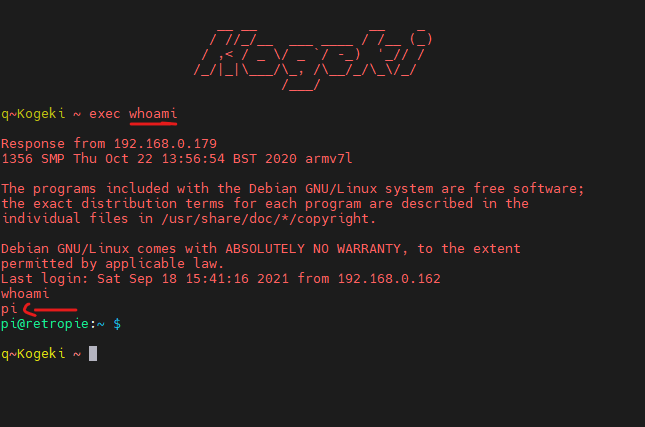 Kogeki
q~Kogeki ~ exec whoami
Response from 192.168.0.179
1356 SMP Thu Oct 22 13:56:54 BST 2020 armv7l
The programs included with the Debian GNU/Linux system are free software;
the exact distribution terms for each program are described in the
individual files in /usr/share/doc/*/copyright.
Debian GNU/Linux comes with ABSOLUTELY NO WARRANTY, to the extent
permitted by applicable law.
Last login: Sat Sep 18 15:41:16 2021 from 192.168.0.162
whoami
pi
pi@retropie:~ $
q~Kogeki ~